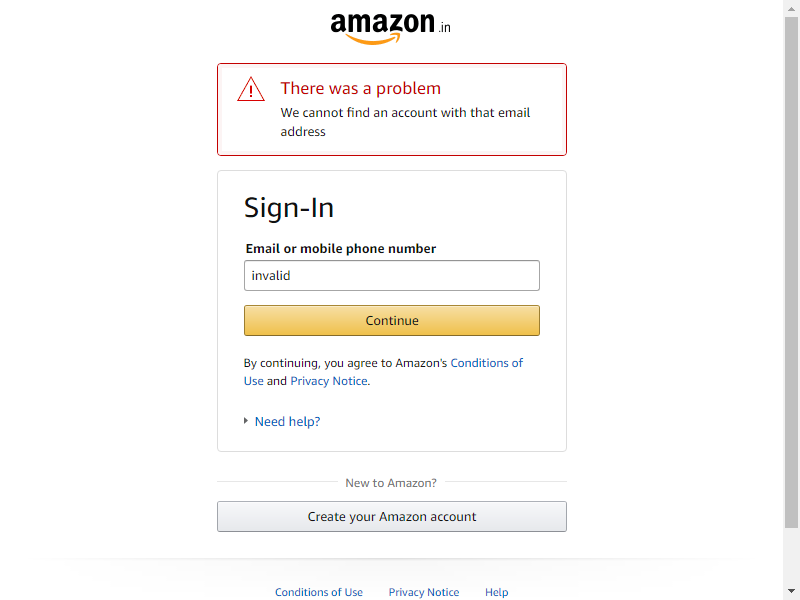 amazon.in
There was a problem
We cannot find an account with that email
address
Sign-In
Email or mobile phone number
invalid
Continue
By continuing, you agree to Amazon's Conditions of
Use and Privacy Notice.
Need help?
New to Amazon?
Create your Amazon account
Conditions of Use Privacy Notice Help